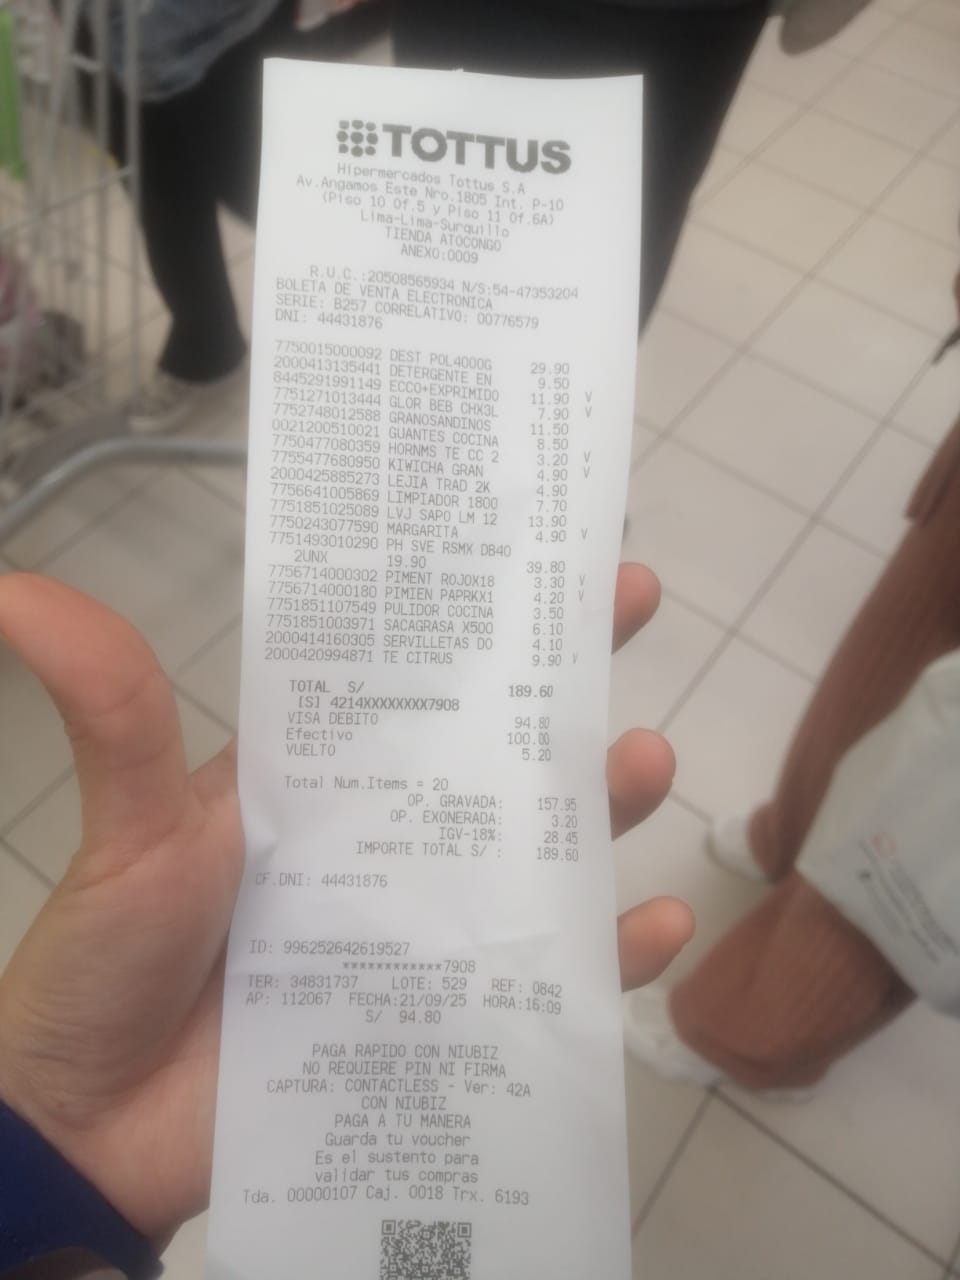 TOTTUS
Hipermercados Tottus S.A
Av.Angamos Este Nro.1805 Int. P-10
(Piso 10 Of.5 y Piso 11 Of.6A)
Lima-Lima-Surquillo
TIENDA ATOCONGO
ANEXO:0009
R.U.C.:20508565934 N/S:54-47353204
BOLETA DE VENTA ELECTRONICA
SERIE: B257 CORRELATIVO: 00776579
DNI: 44431876
7750015000092 DEST POL4000G 29.90
2000413135441 DETERGENTE EN 9.50
8445291991149 ECCO+EXPRIMIDO 11.90 V
7751271013444 GLOR BEB CHX3L 7.90 V
7752748012588 GRANOSANDINOS 11.50
0021200510021 GUANTES COCINA 8.50
7750477080359 HORNMS TE CC 2 3.20 V
7755477680950 KIWICHA GRAN 4.90 V
2000425885273 LEJIA TRAD 2K 4.90
7756641005869 LIMPIADOR 1800 7.70
7751851025089 LVJ SAPO LM 12 13.90
7750243077590 MARGARITA 4.90 V
7751493010290 PH SVE RSMX DB40
2UNX 19.90 39.80
7756714000302 PIMENT ROJOX18 3.30 V
7756714000180 PIMIEN PAPRKX1 4.20 V
7751851107549 PULIDOR COCINA 3.50
7751851003971 SACAGRASA X500 6.10
2000414160305 SERVILLETAS DO 4.10
2000420994871 TE CITRUS 9.90 V
TOTAL S/ 189.60
[S] 4214XXXXXXXX7908
VISA DEBITO 94.80
Efectivo 100.00
VUELTO 5.20
Total Num.Items = 20
OP. GRAVADA: 157.95
OP. EXONERADA: 3.20
IGV-18%: 28.45
IMPORTE TOTAL S/ : 189.60
CF.DNI: 44431876
ID: 996252642619527
************7908
TER: 34831737 LOTE: 529 REF: 0842
AP: 112067 FECHA:21/09/25 HORA:16:09
S/ 94.80
PAGA RAPIDO CON NIUBIZ
NO REQUIERE PIN NI FIRMA
CAPTURA: CONTACTLESS - Ver: 42A
CON NIUBIZ
PAGA A TU MANERA
Guarda tu voucher
Es el sustento para
validar tus compras
Tda. 00000107 Caj. 0018 Trx. 6193